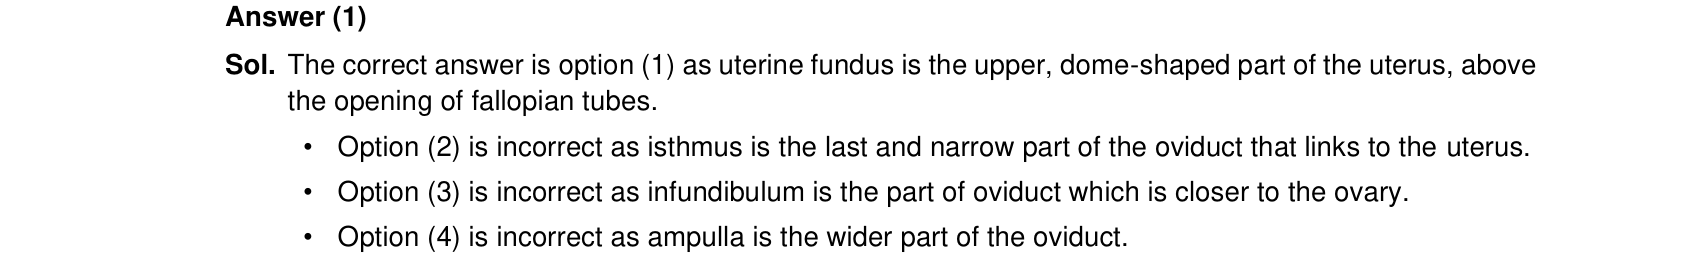 Answer (1)
Sol. The correct answer is option (1) as uterine fundus is the upper, dome-shaped part of the uterus, above
the opening of fallopian tubes.
• Option (2) is incorrect as isthmus is the last and narrow part of the oviduct that links to the uterus.
• Option (3) is incorrect as infundibulum is the part of oviduct which is closer to the ovary.
• Option (4) is incorrect as ampulla is the wider part of the oviduct.